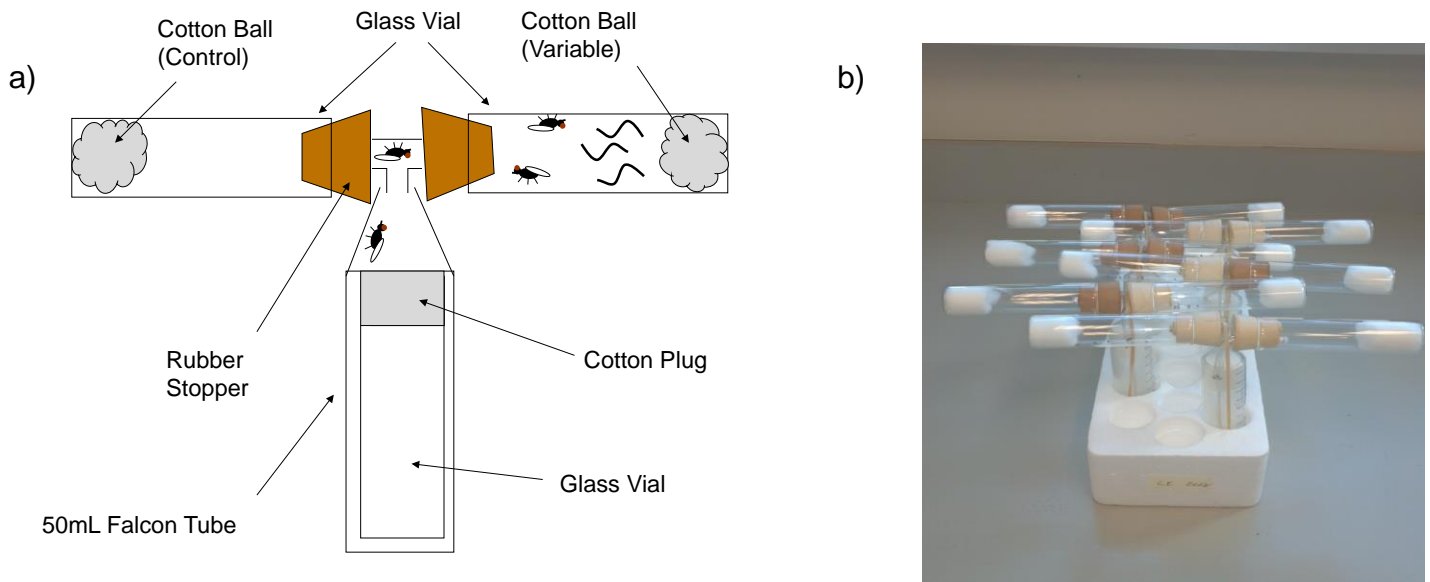 a)
Cotton Ball
(Control)
Glass Vial
Cotton Ball
(Variable)
Rubber
Stopper
Cotton Plug
Glass Vial
50mL Falcon Tube
b)